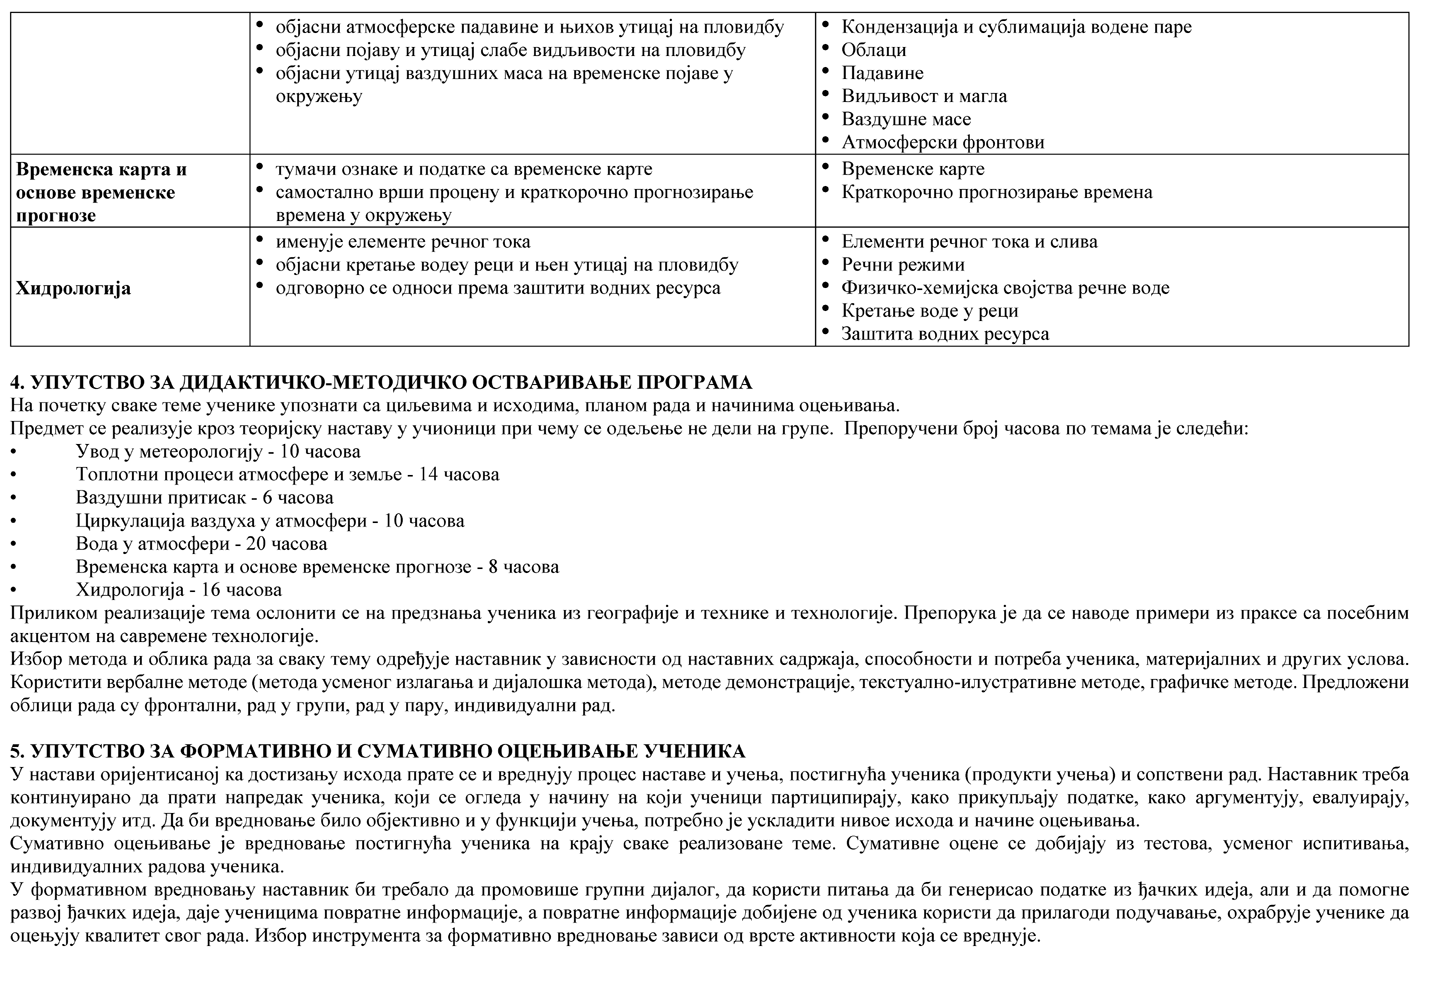 • објасни атмосферске падавине и њихов утицај на пловидбу
• објасни појаву и утицај слабе видљивости на пловидбу
• објасни утицај ваздушних маса на временске појаве у
окружењу
• Кондензација и сублимација водене паре
• Облаци
• Падавине
• Видљивост и магла
• Ваздушне масе
• Атмосферски фронтови
Временска карта и
основе временске
прогнозе
• тумачи ознаке и податке са временске карте
• самостално врши процену и краткорочно прогнозирање
времена у окружењу
• Временске карте
• Краткорочно прогнозирање времена
Хидрологија
• именује елементе речног тока
• објасни кретање водеу реци и њен утицај на пловидбу
• одговорно се односи према заштити водних ресурса
• Елементи речног тока и слива
• Речни режими
• Физичко-хемијска својства речне воде
• Кретање воде у реци
• Заштита водних ресурса
4. УПУТСТВО ЗА ДИДАКТИЧКО-МЕТОДИЧКО ОСТВАРИВАЊЕ ПРОГРАМА
На почетку сваке теме ученике упознати са циљевима и исходима, планом рада и начинима оцењивања.
Предмет се реализује кроз теоријску наставу у учионици при чему се одељење не дели на групе. Препоручени број часова по темама је следећи:
• Увод у метеорологију - 10 часова
• Топлотни процеси атмосфере и земље - 14 часова
• Ваздушни притисак - 6 часова
• Циркулација ваздуха у атмосфери - 10 часова
• Вода у атмосфери - 20 часова
• Временска карта и основе временске прогнозе - 8 часова
• Хидрологија - 16 часова
Приликом реализације тема ослонити се на предзнања ученика из географије и технике и технологије. Препорука је да се наводе примери из праксе са посебним
акцентом на савремене технологије.
Избор метода и облика рада за сваку тему одређује наставник у зависности од наставних садржаја, способности и потреба ученика, материјалних и других услова.
Користити вербалне методе (метода усменог излагања и дијалошка метода), методе демонстрације, текстуално-илустративне методе, графичке методе. Предложени
облици рада су фронтални, рад у групи, рад у пару, индивидуални рад.
5. УПУТСТВО ЗА ФОРМАТИВНО И СУМАТИВНО ОЦЕЊИВАЊЕ УЧЕНИКА
У настави оријентисаној ка достизању исхода прате се и вреднују процес наставе и учења, постигнућа ученика (продукти учења) и сопствени рад. Наставник треба
континуирано да прати напредак ученика, који се огледа у начину на који ученици партиципирају, како прикупљају податке, како аргументују, евалуирају,
документују итд. Да би вредновање било објективно и у функцији учења, потребно је ускладити нивое исхода и начине оцењивања.
Сумативно оцењивање је вредновање постигнућа ученика на крају сваке реализоване теме. Сумативне оцене се добијају из тестова, усменог испитивања,
индивидуалних радова ученика.
У формативном вредновању наставник би требало да промовише групни дијалог, да користи питања да би генерисао податке из ђачких идеја, али и да помогне
развој ђачких идеја, даје ученицима повратне информације, а повратне информације добијене од ученика користи да прилагоди подучавање, охрабрује ученике да
оцењују квалитет свог рада. Избор инструмента за формативно вредновање зависи од врсте активности која се вреднује.